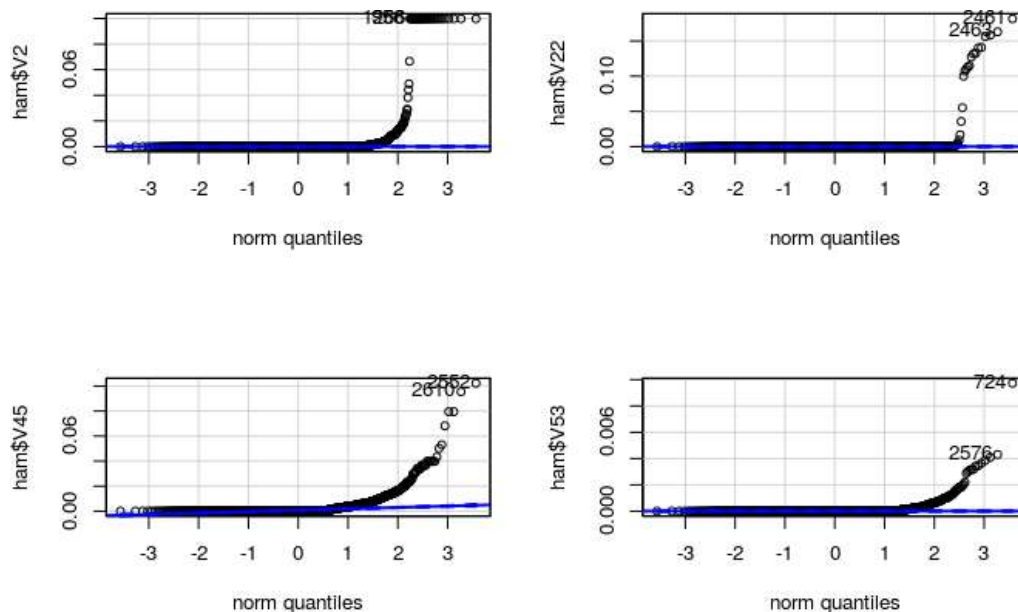 ham$V2
0.06
0.00
-3 -2 -1 0 1 2 3
norm quantiles
ham$V22
2461
2463
0.10
0.00
-3 -2 -1 0 1 2 3
norm quantiles
ham$V45
2610
0.06
0.00
-3 -2 -1 0 1 2 3
norm quantiles
ham$V53
724
0.006
2576
0.000
-3 -2 -1 0 1 2 3
norm quantiles